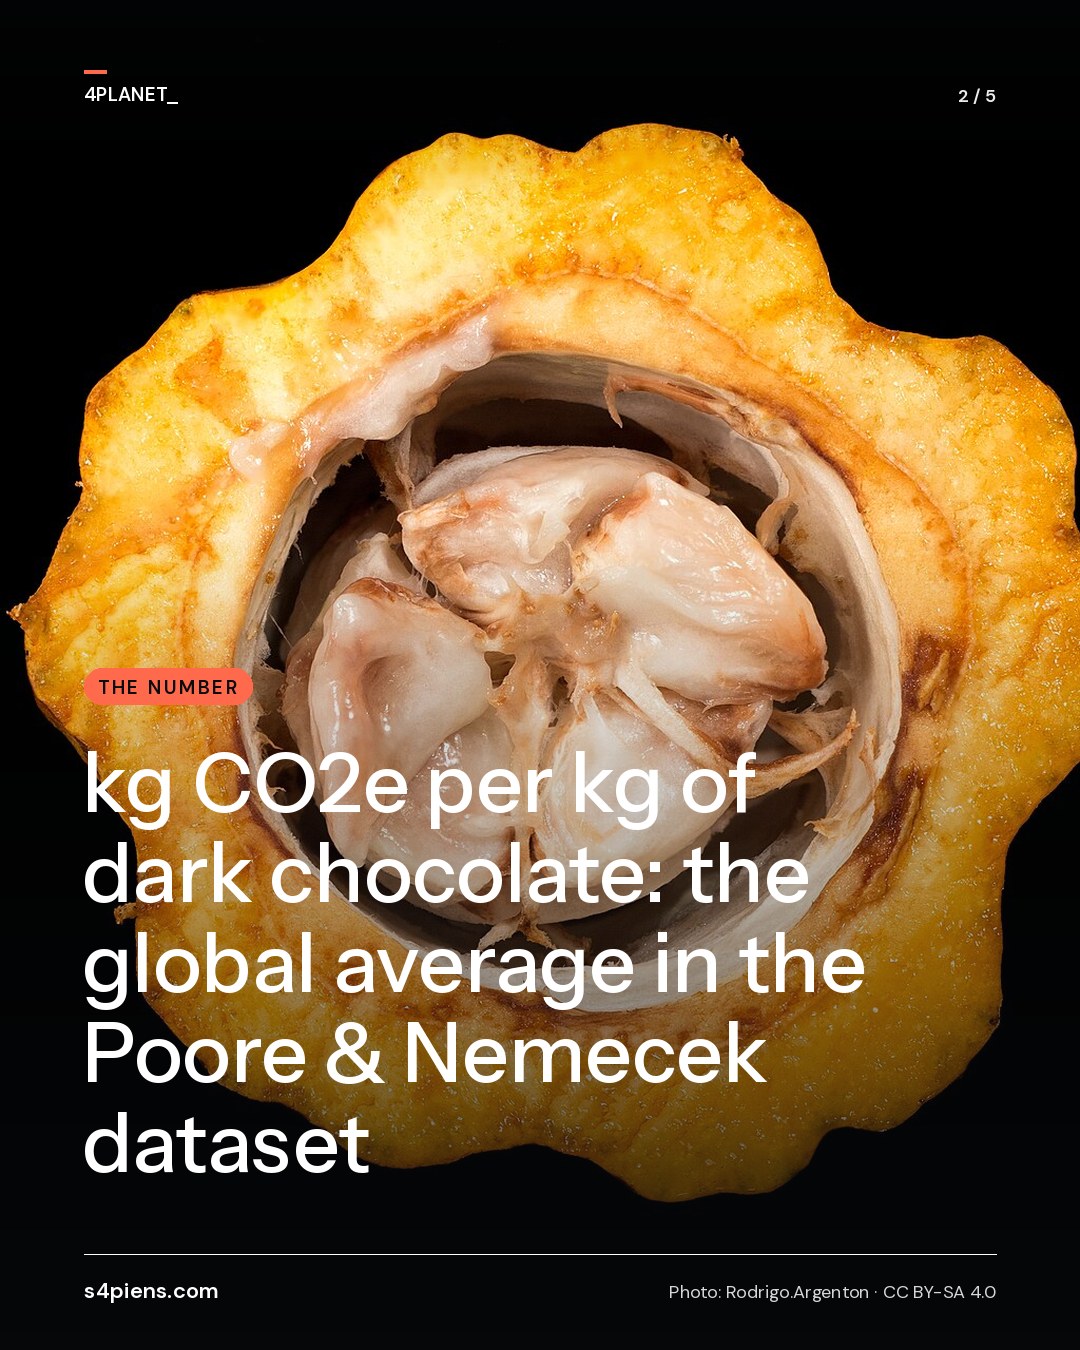 4PLANET_
2 / 5
THE NUMBER
kg CO2e per kg of
dark chocolate: the
global average in the
Poore & Nemecek
dataset
s4piens.com
Photo: Rodrigo.Argenton · CC BY-SA 4.0